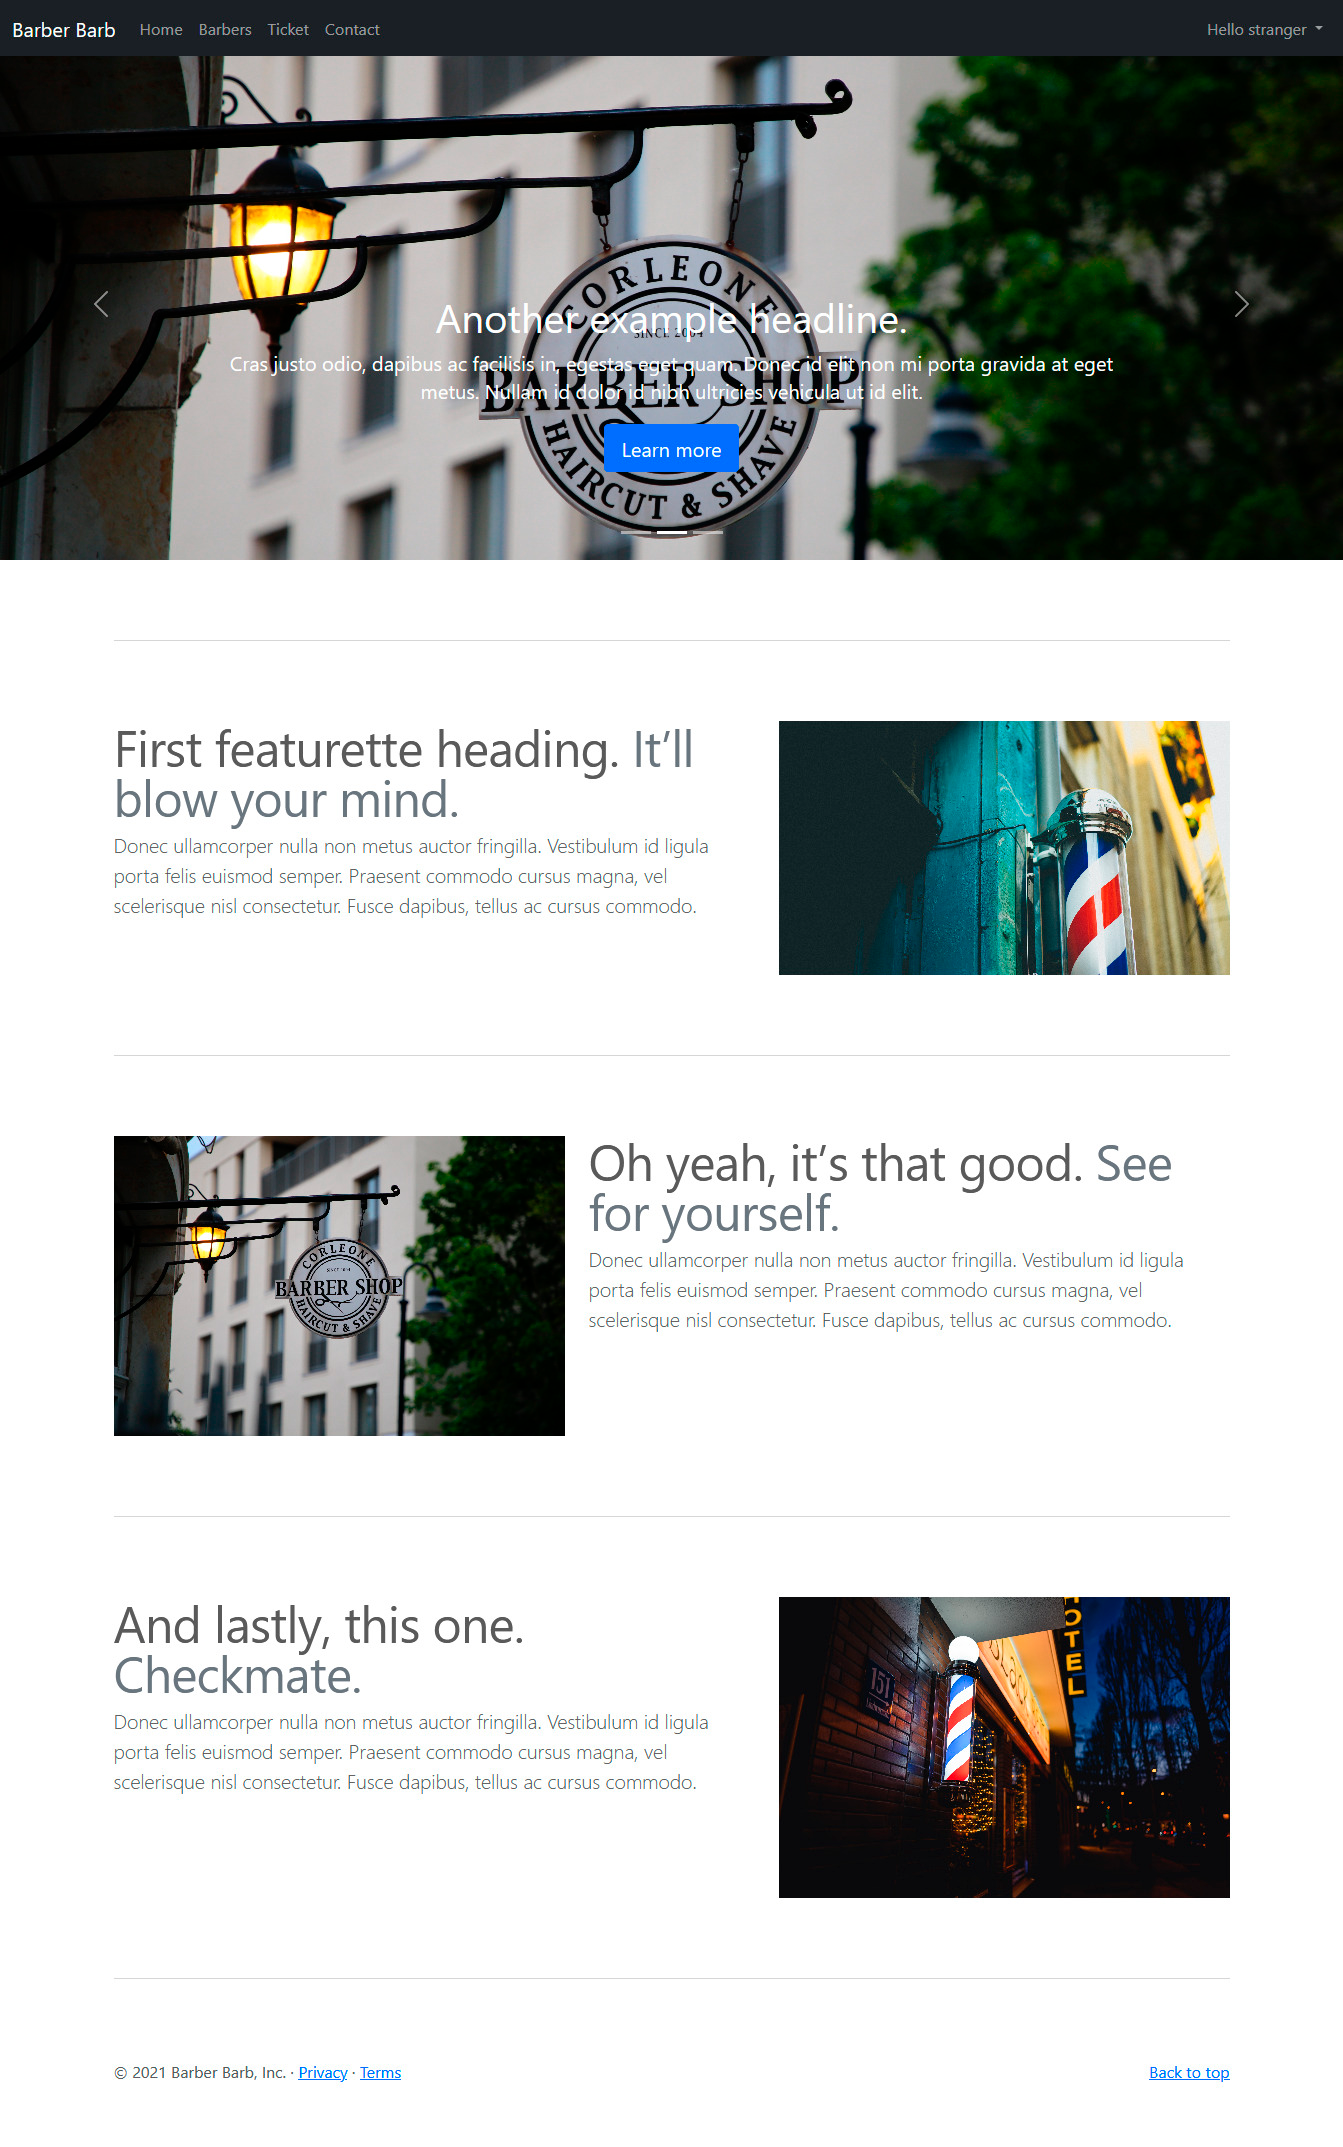 Barber Barb Home Barbers Ticket Contact Hello stranger
CORLEONE
SINCE 2004
BARBER SHOP
HAIRCUT & SHAVE
Another example headline.
Cras justo odio, dapibus ac facilisis in, egestas eget quam. Donec id elit non mi porta gravida at eget
metus. Nullam id dolor id nibh ultricies vehicula ut id elit.
Learn more
First featurette heading. It’ll
blow your mind.
Donec ullamcorper nulla non metus auctor fringilla. Vestibulum id ligula
porta felis euismod semper. Praesent commodo cursus magna, vel
scelerisque nisl consectetur. Fusce dapibus, tellus ac cursus commodo.
CORLEONE
SINCE 2004
BARBER SHOP
HAIRCUT & SHAVE
Oh yeah, it’s that good. See
for yourself.
Donec ullamcorper nulla non metus auctor fringilla. Vestibulum id ligula
porta felis euismod semper. Praesent commodo cursus magna, vel
scelerisque nisl consectetur. Fusce dapibus, tellus ac cursus commodo.
And lastly, this one.
Checkmate.
Donec ullamcorper nulla non metus auctor fringilla. Vestibulum id ligula
porta felis euismod semper. Praesent commodo cursus magna, vel
scelerisque nisl consectetur. Fusce dapibus, tellus ac cursus commodo.
151
OTEL
© 2021 Barber Barb, Inc. · Privacy · Terms
Back to top